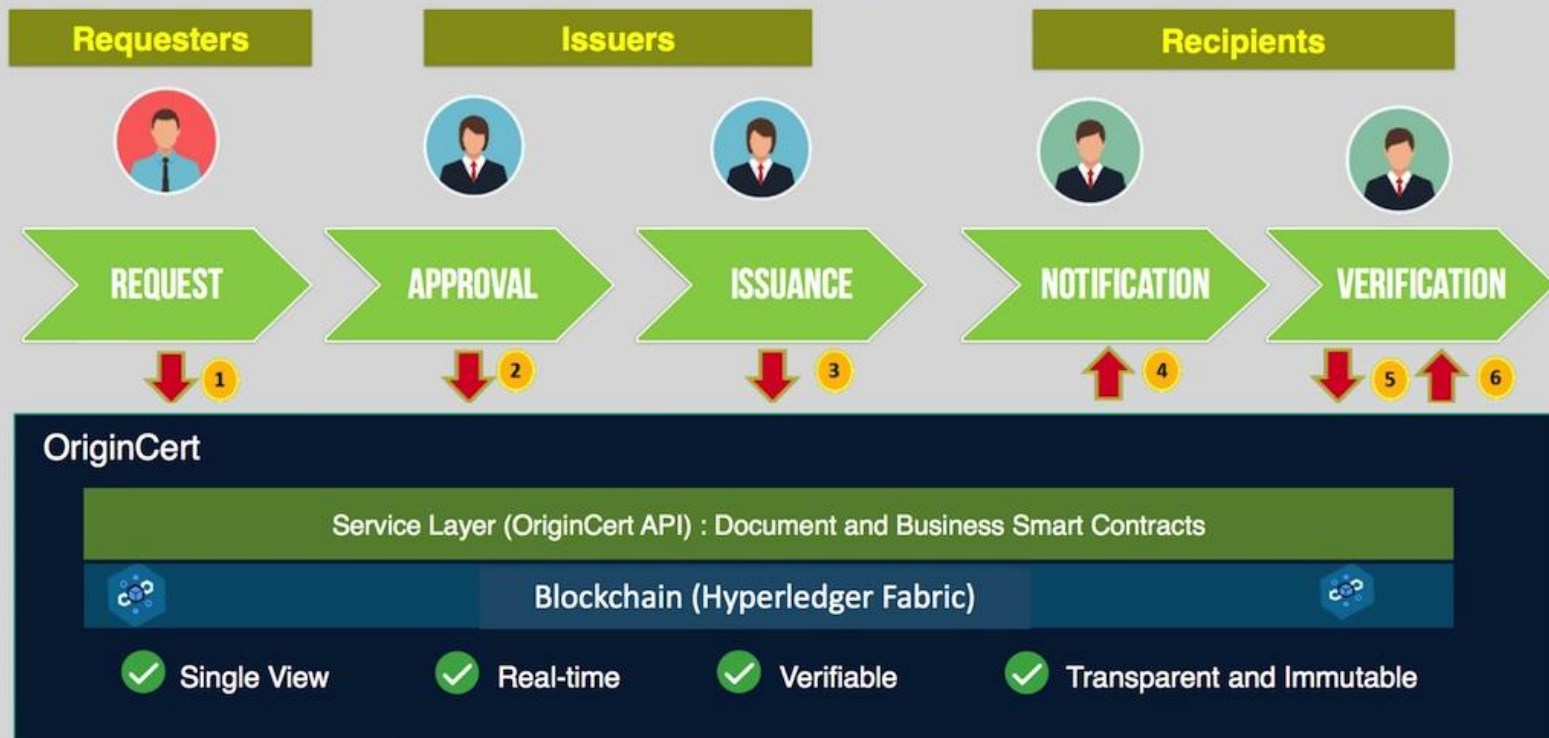 Requesters
Issuers
Recipients
REQUEST
APPROVAL
ISSUANCE
NOTIFICATION
VERIFICATION
1
2
3
4
5
6
OriginCert
Service Layer (OriginCert API) : Document and Business Smart Contracts
Blockchain (Hyperledger Fabric)
Single View
Real-time
Verifiable
Transparent and Immutable